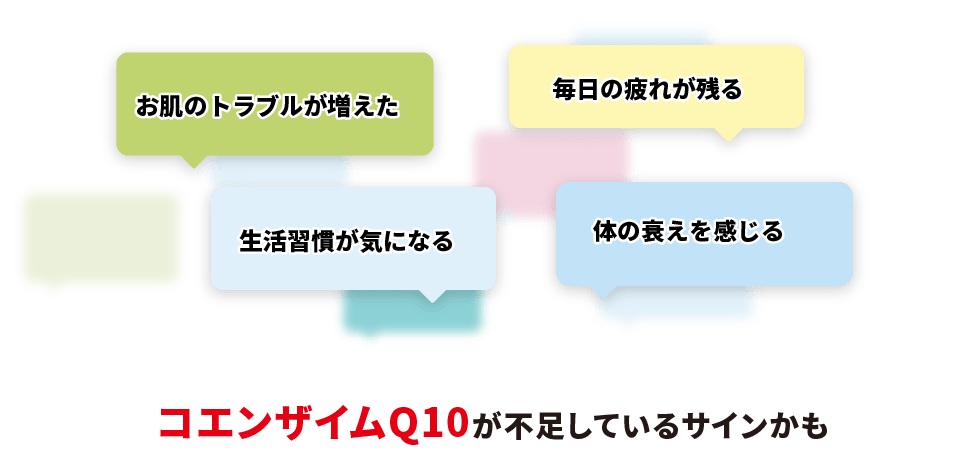 お肌のトラブルが増えた
毎日の疲れが残る
生活習慣が気になる
体の衰えを感じる
コエンザイムQ10が不足しているサインかも